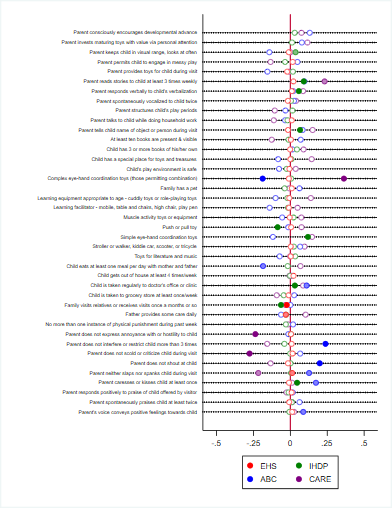 Parent consciously encourages developmental advance
Parent invests maturing toys with value via personal attention
Parent keeps child in visual range, looks at often
Parent permits child to engage in messy play
Parent provides toys for child during visit
Parent reads stories to child at least 3 times weekly
Parent responds verbally to child's verbalization
Parent spontaneously vocalized to child twice
Parent structures child's play periods
Parent talks to child while doing household work
Parent tells child name of object or person during visit
At least ten books are present & visible
Child has 3 or more books of his/her own
Child has a special place for toys and treasures
Child's play environment is safe
Complex eye-hand coordination toys (those permitting combination)
Family has a pet
Learning equipment appropriate to age - cuddly toys or role-playing toys
Learning facilitator - mobile, table and chairs, high chair, play pen
Muscle activity toys or equipment
Push or pull toy
Simple eye-hand coordination toys
Stroller or walker, kiddie car, scooter, or tricycle
Toys for literature and music
Child eats at least one meal per day with mother and father
Child gets out of house at least 4 times/week
Child is taken regularly to doctor's office or clinic
Child is taken to grocery store at least once/week
Family visits relatives or receives visits once a months or so
Father provides some care daily
No more than one instance of physical punishment during past week
Parent does not express annoyance with or hostility to child
Parent does not interfere or restrict child more than 3 times
Parent does not scold or criticize child during visit
Parent does not shout at child
Parent neither slaps nor spanks child during visit
Parent caresses or kisses child at least once
Parent responds positively to praise of child offered by visitor
Parent spontaneously praises child at least twice
Parent's voice conveys positive feelings towards child
-.5 -.25 0 .25 .5
EHS IHDP
ABC CARE